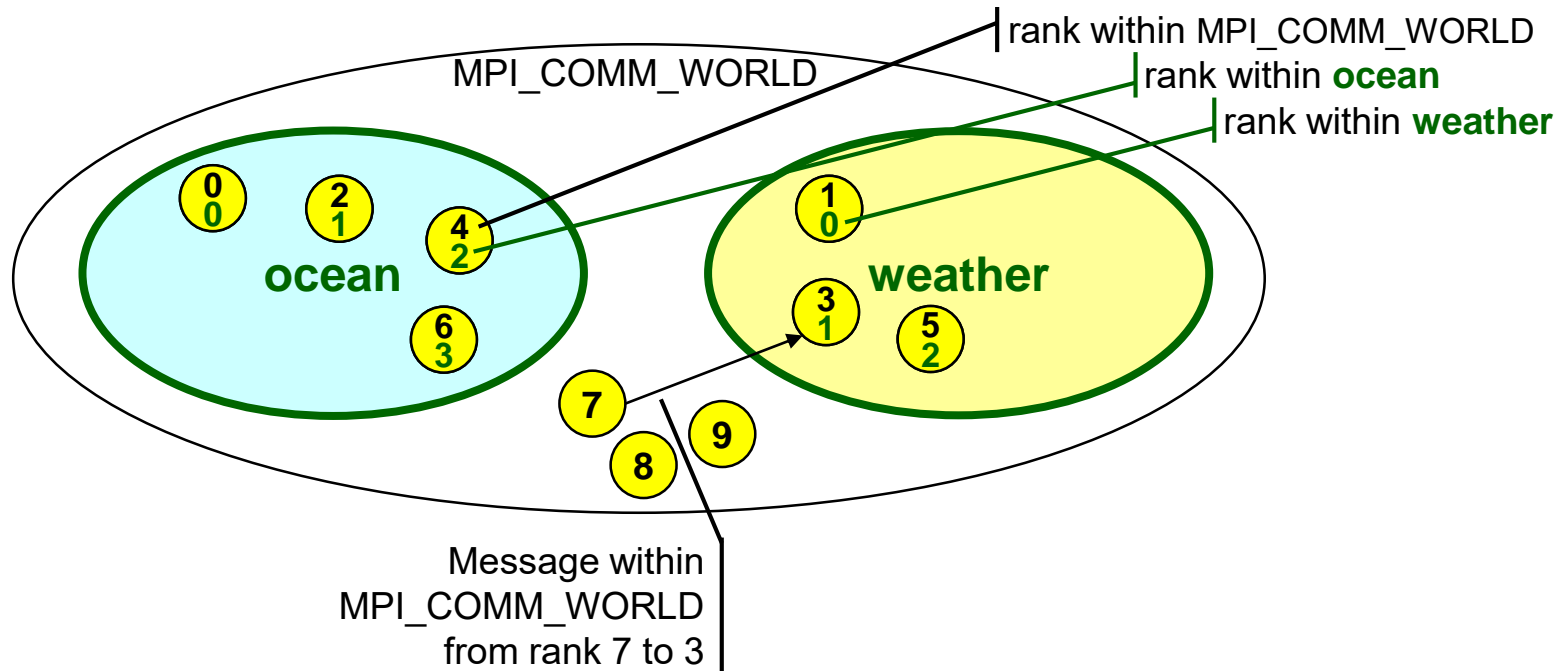 rank within MPI_COMM_WORLD
MPI_COMM_WORLD
rank within ocean
rank within weather
0
0
2
1
4
2
ocean
6
3
1
0
weather
3
1
5
2
7
8
9
Message within
MPI_COMM_WORLD
from rank 7 to 3